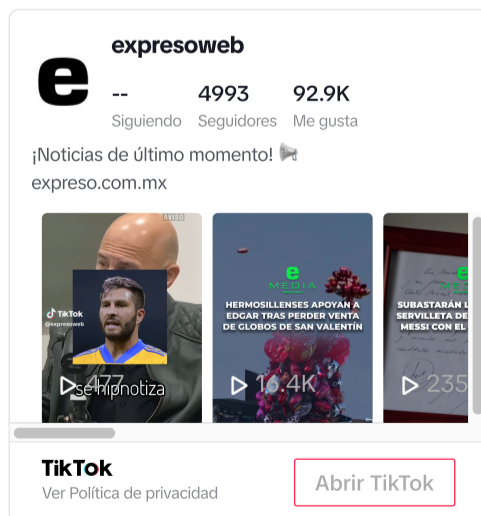 e
expresoweb
-- 4993 92.9K
Siguiendo Seguidores Me gusta
¡Noticias de último momento!
expreso.com.mx
AVISO
TikTok
@expresoweb
477
se hipnotiza
e
MEDIA
HERMOSILLENSES APOYAN A
EDGAR TRAS PERDER VENTA
DE GLOBOS DE SAN VALENTÍN
16.4K
e
MEDIA
SUBASTARÁN L
SERVILLETA DE
MESSI CON EL
235
TikTok
Ver Política de privacidad
Abrir TikTok